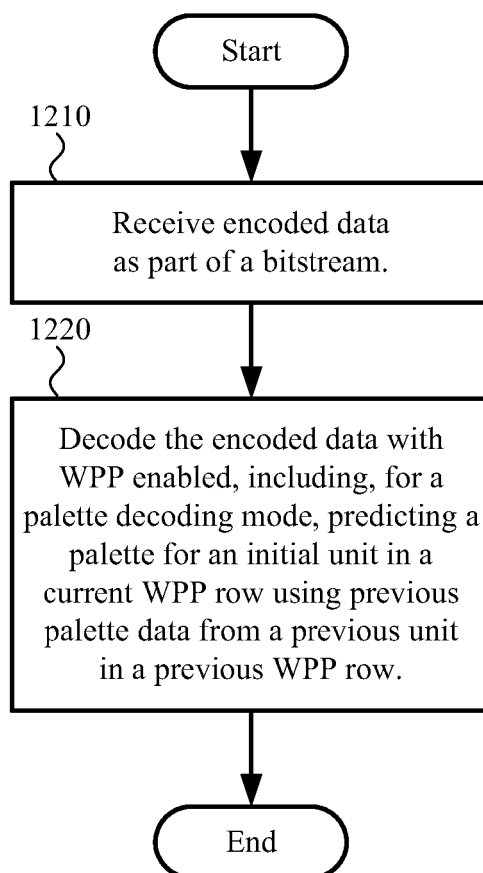 Start
1210
Receive encoded data
as part of a bitstream.
1220
Decode the encoded data with
WPP enabled, including, for a
palette decoding mode, predicting a
palette for an initial unit in a
current WPP row using previous
palette data from a previous unit
in a previous WPP row.
End